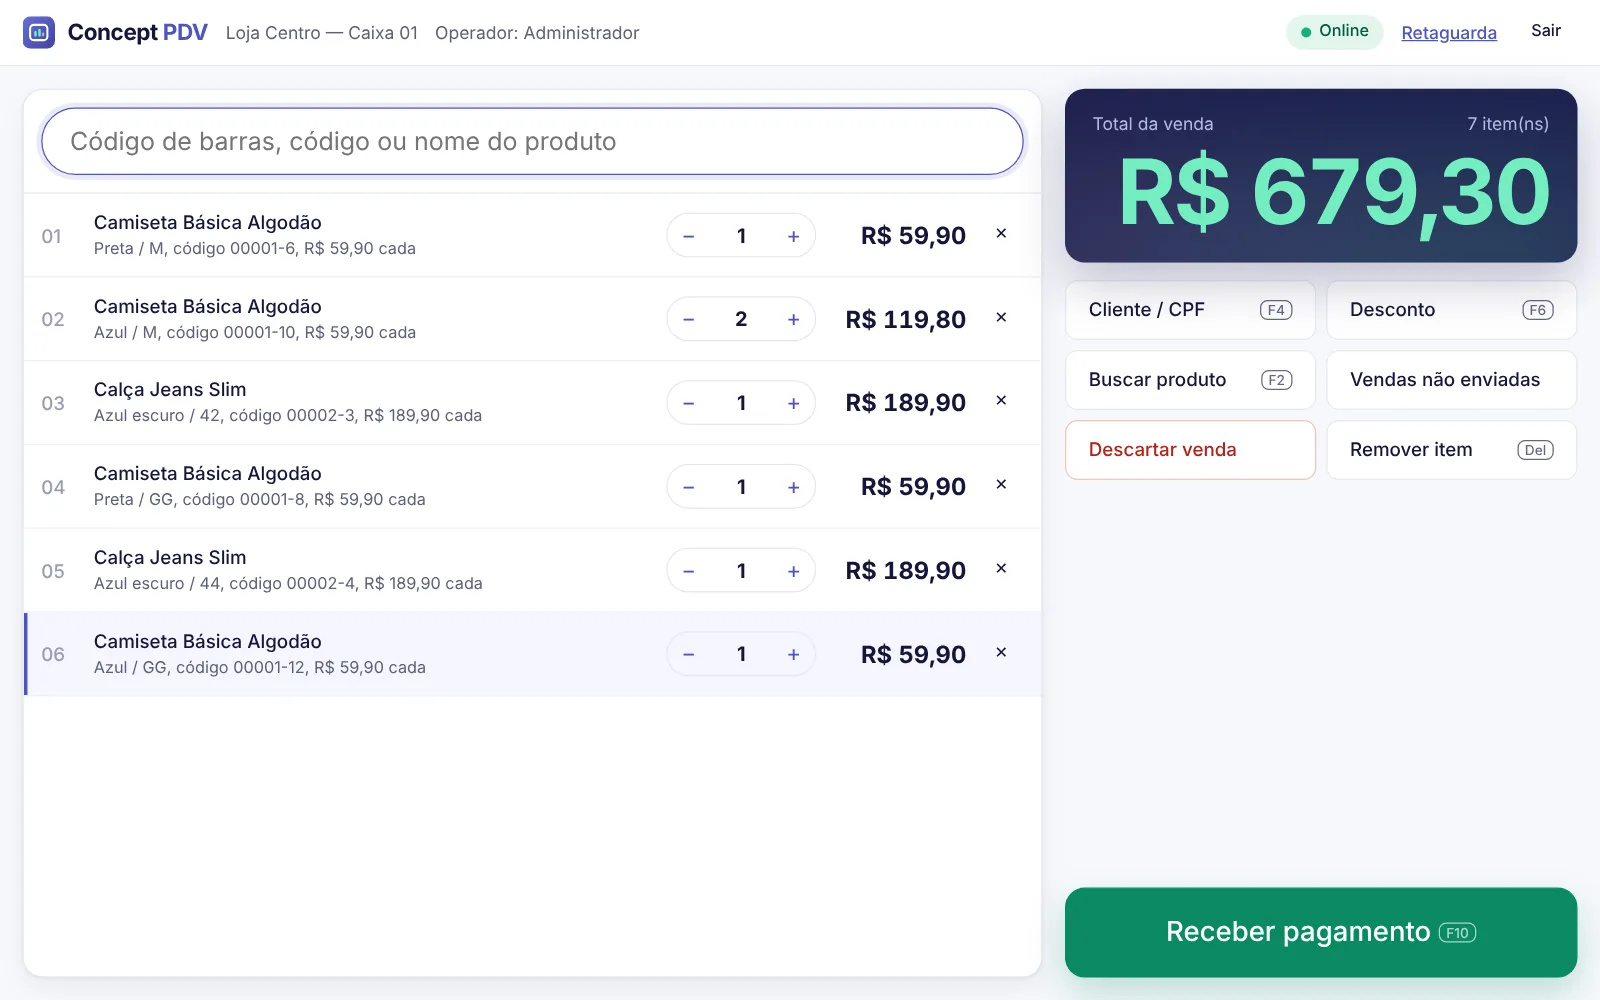 Concept PDV Loja Centro — Caixa 01 Operador: Administrador Online Retaguarda Sair
Código de barras, código ou nome do produto
01 Camiseta Básica Algodão − 1 + R$ 59,90 ×
Preta / M, código 00001-6, R$ 59,90 cada
02 Camiseta Básica Algodão − 2 + R$ 119,80 ×
Azul / M, código 00001-10, R$ 59,90 cada
03 Calça Jeans Slim − 1 + R$ 189,90 ×
Azul escuro / 42, código 00002-3, R$ 189,90 cada
04 Camiseta Básica Algodão − 1 + R$ 59,90 ×
Preta / GG, código 00001-8, R$ 59,90 cada
05 Calça Jeans Slim − 1 + R$ 189,90 ×
Azul escuro / 44, código 00002-4, R$ 189,90 cada
06 Camiseta Básica Algodão − 1 + R$ 59,90 ×
Azul / GG, código 00001-12, R$ 59,90 cada
Total da venda 7 item(ns)
R$ 679,30
Cliente / CPF F4 Desconto F6
Buscar produto F2 Vendas não enviadas
Descartar venda Remover item Del
Receber pagamento F10